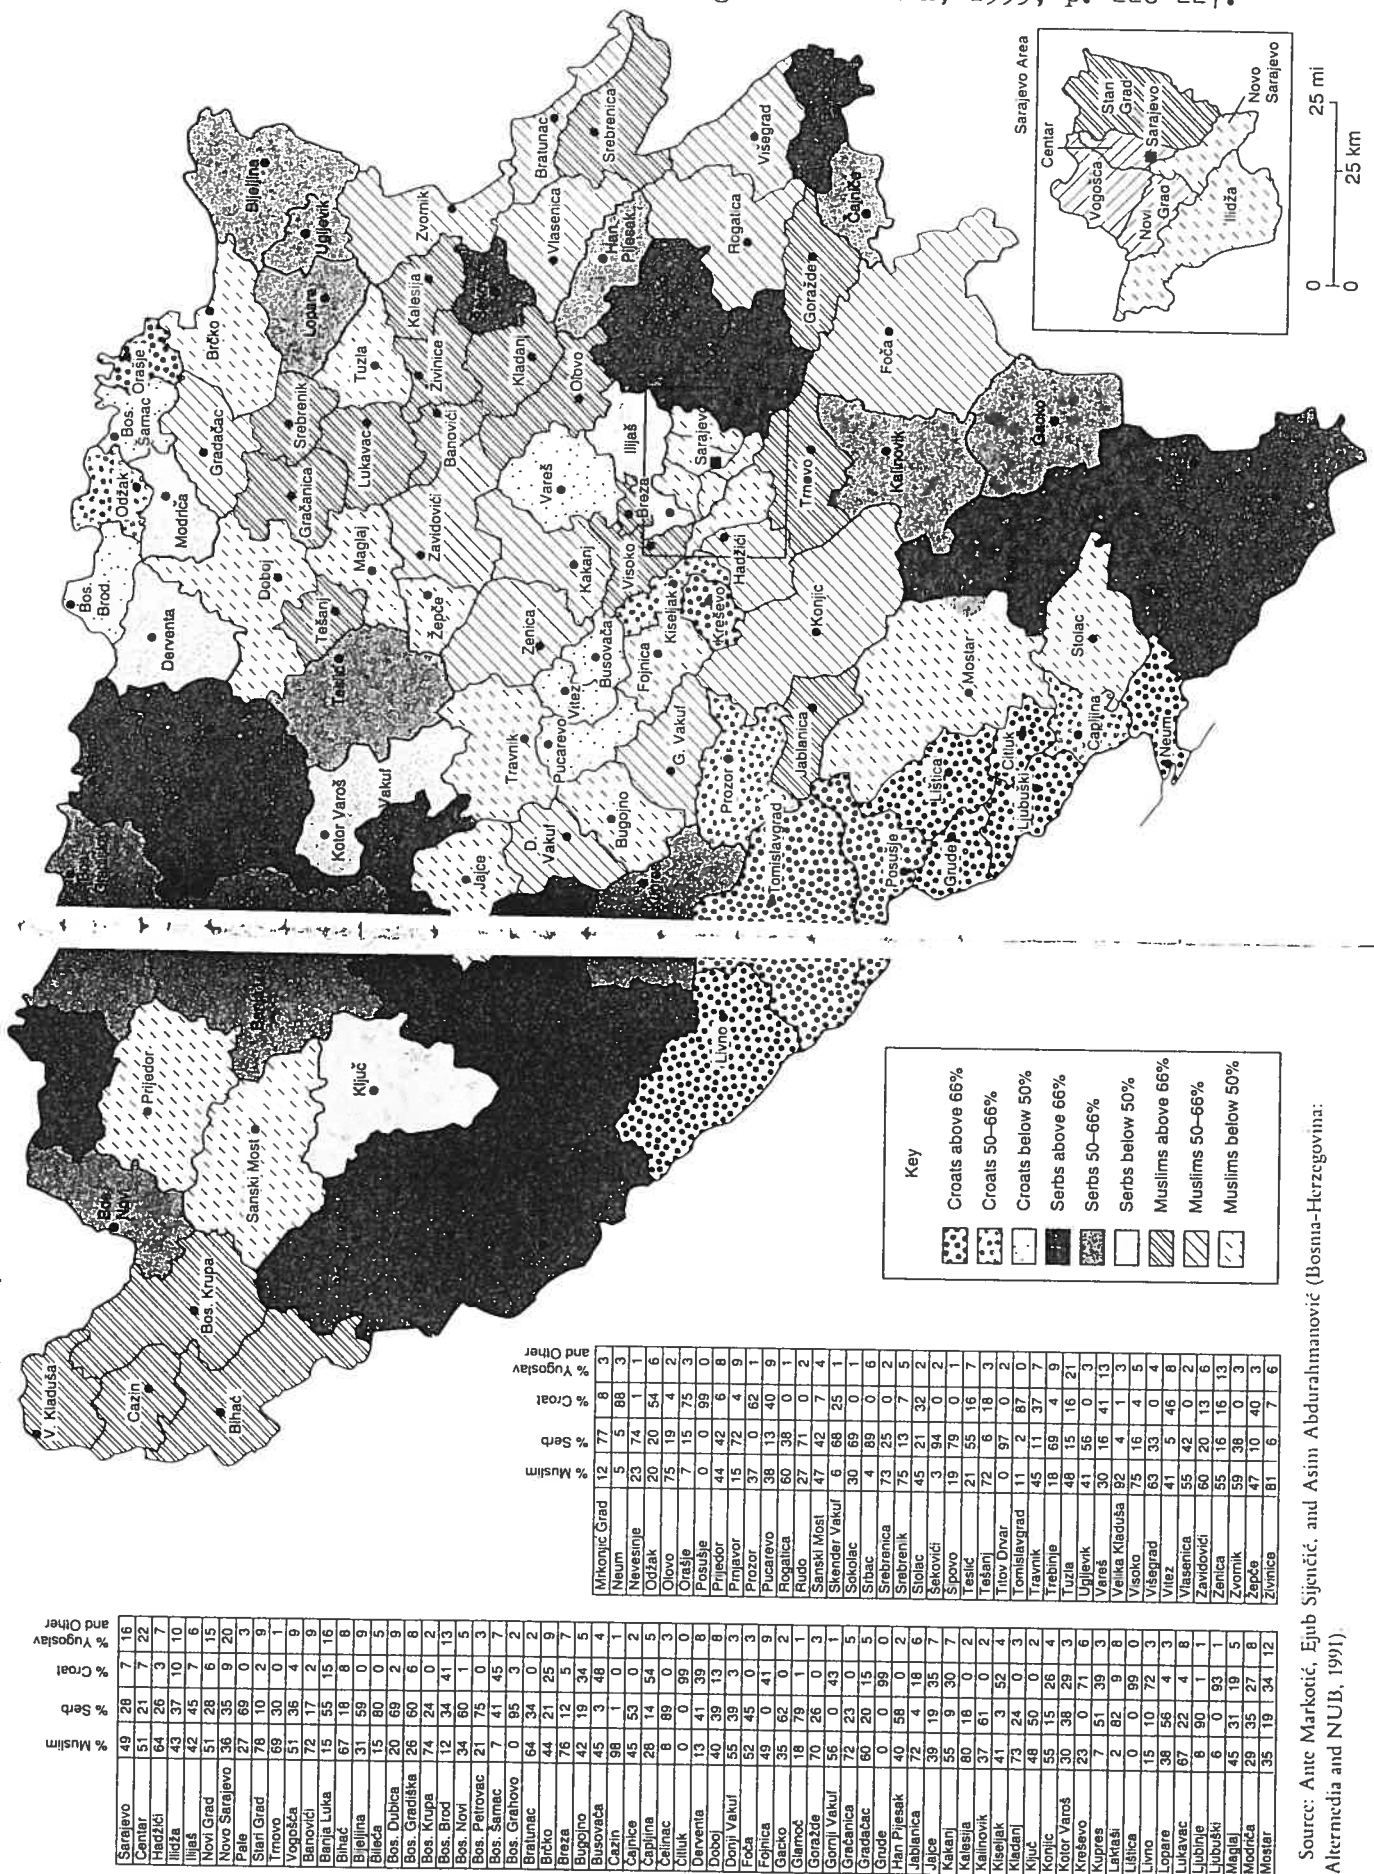 Sarajevo Area
Stari Grad
Centar
Vogošća
Sarajevo
Novi Grad
Novo Sarajevo
Ilidža
0 25 mi
0 25 km
Bijeljina
Ugljevik
Bratunac
Srebrenica
Višegrad
Zvornik
Vlasenica
Han Pijesak
Rogatica
Čajniče
Brčko
Lopare
Kalesija
Goražde
Orašje
Tuzla
Živinice
Kladanj
Olovo
Foča
Bos. Šamac
Gradačac
Srebrenik
Lukavac
Banovići
Ilijaš
Sarajevo
Trnovo
Kalinovik
Gacko
Odžak
Modriča
Gračanica
Vareš
Breza
Bos. Brod.
Doboj
Maglaj
Zavidovići
Kakanj
Visoko
Hadžići
Derventa
Tešanj
Žepče
Zenica
Kiseljak
Kreševo
Konjic
Stolac
Teslić
Busovača
Fojnica
Mostar
Vitez
Travnik
Pucarevo
G. Vakuf
Jablanica
Čapljina
Neum
Kotor Varoš
Vakuf
Prozor
Čitluk
Lištica
Ljubuški
Jajce
D. Vakuf
Bugojno
Tomislavgrad
Posušje
Grude
Prijedor
Ključ
Livno
Sanski Most
Bos. Novi
Bos. Krupa
V. Kladuša
Cazin
Bihać
Key
Croats above 66%
Croats 50–66%
Croats below 50%
Serbs above 66%
Serbs 50–66%
Serbs below 50%
Muslims above 66%
Muslims 50–66%
Muslims below 50%
% Muslim % Serb % Croat % Yugoslav and Other
Sarajevo 49 28 7 16
Centar 51 21 7 22
Hadžići 64 26 3 7
Ilidža 43 37 10 10
Ilijaš 42 45 7 6
Novi Grad 51 28 6 15
Novo Sarajevo 36 35 9 20
Pale 27 69 0 3
Stari Grad 78 10 2 9
Trnovo 69 30 0 1
Vogošća 51 36 4 9
Banovići 72 17 2 9
Banja Luka 15 55 15 16
Bihać 67 18 8 8
Bijeljina 31 59 0 9
Bileća 15 80 0 5
Bos. Dubica 20 69 2 9
Bos. Gradiška 26 60 6 8
Bos. Krupa 74 24 0 2
Bos. Brod 12 34 41 13
Bos. Novi 34 60 1 5
Bos. Petrovac 21 75 0 3
Bos. Šamac 7 41 45 7
Bos. Grahovo 0 95 3 2
Bratunac 64 34 0 2
Brčko 44 21 25 9
Breza 76 12 5 7
Bugojno 42 19 34 5
Busovača 45 3 48 4
Cazin 98 1 0 1
Čajnice 45 53 0 2
Čapljina 28 14 54 5
Čelinac 8 89 0 3
Čitluk 0 0 99 0
Derventa 13 41 39 8
Doboj 40 39 13 8
Donji Vakuf 55 39 3 3
Foča 52 45 0 3
Fojnica 49 0 41 9
Gacko 35 62 0 2
Glamoč 18 79 1 1
Goražde 70 26 0 3
Gornji Vakuf 56 0 43 1
Gračanica 72 23 0 5
Gradačac 60 20 15 5
Grude 0 0 99 0
Han Pijesak 40 58 0 2
Jablanica 72 4 18 6
Jajce 39 19 35 7
Kakanj 55 9 30 7
Kalesija 80 18 0 2
Kalinovik 37 61 0 2
Kiseljak 41 3 52 4
Kladanj 73 24 0 3
Ključ 48 50 0 2
Konjic 55 15 26 4
Kotor Varoš 30 38 29 3
Kreševo 23 0 71 6
Kupres 7 51 39 3
Laktaši 2 82 9 8
Lištica 0 0 99 0
Livno 15 10 72 3
Lopare 38 56 4 3
Lukavac 67 22 4 8
Ljubinje 8 90 1 1
Ljubuški 6 0 93 1
Maglaj 45 31 19 5
Modriča 29 35 27 8
Mostar 35 19 34 12
% Muslim % Serb % Croat % Yugoslav and Other
Mrkonjić Grad 12 77 8 3
Neum 5 5 88 3
Nevesinje 23 74 1 1
Odžak 20 20 54 6
Olovo 75 19 4 2
Orašje 7 15 75 3
Posušje 0 0 99 0
Prijedor 44 42 6 8
Prnjavor 15 72 4 9
Prozor 37 0 62 1
Pucarevo 38 13 40 9
Rogatica 60 38 0 1
Rudo 27 71 0 2
Sanski Most 47 42 7 4
Skender Vakuf 6 68 25 1
Sokolac 30 69 0 1
Srbac 4 89 0 6
Srebrenica 73 25 0 2
Srebrenik 75 13 7 5
Stolac 45 21 32 2
Šekovići 3 94 0 2
Šipovo 19 79 0 1
Teslić 21 55 16 7
Tešanj 72 6 18 3
Titov Drvar 0 97 0 2
Tomislavgrad 11 2 87 0
Travnik 45 11 37 7
Trebinje 18 69 4 9
Tuzla 48 15 16 21
Ugljevik 41 56 0 3
Vareš 30 16 41 13
Velika Kladuša 92 4 1 3
Visoko 75 16 4 5
Višegrad 63 33 0 4
Vitez 41 5 46 8
Vlasenica 55 42 0 2
Zavidovići 60 20 13 6
Zenica 55 16 16 13
Zvornik 59 38 0 3
Žepče 47 10 40 3
Živinice 81 6 7 6
Source: Ante Markotić, Ejub Sijerčić, and Asim Abdurahmanović (Bosnia-Herzegovina:
Altermedia and NUB, 1991).